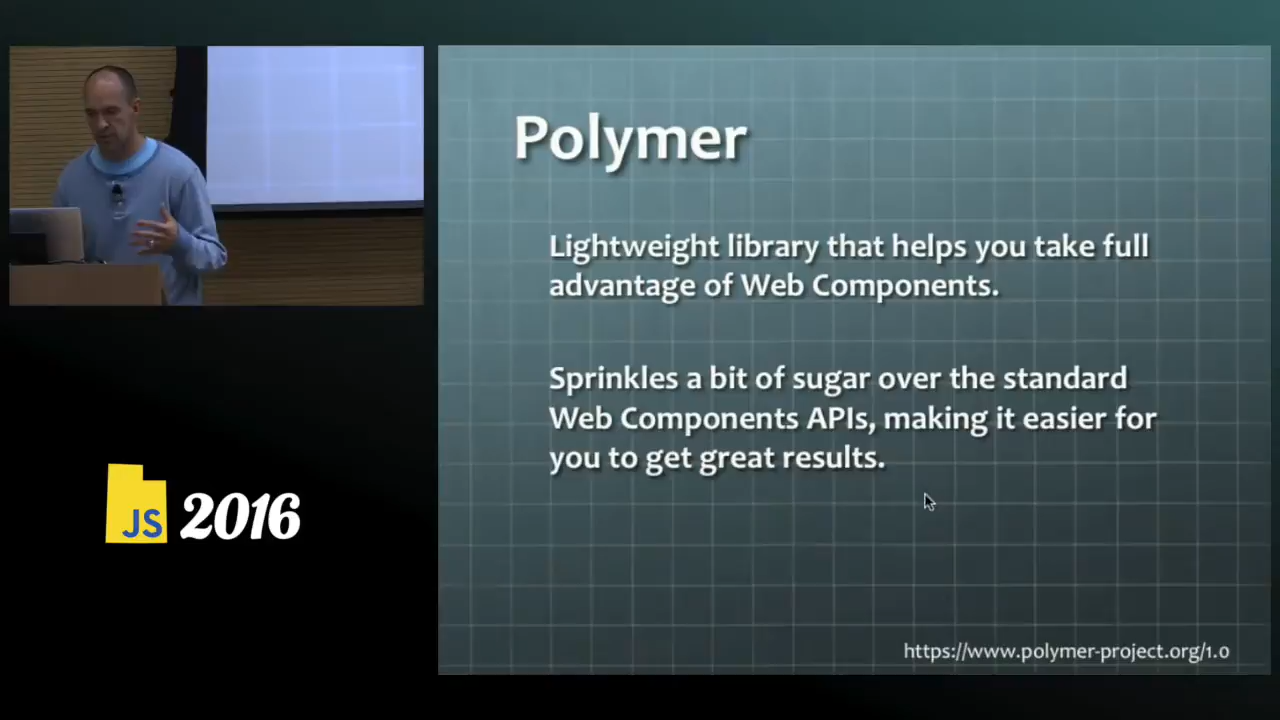 Polymer
Lightweight library that helps you take full
advantage of Web Components.
Sprinkles a bit of sugar over the standard
Web Components APIs, making it easier for
you to get great results.
https://www.polymer-project.org/1.0
JS 2016